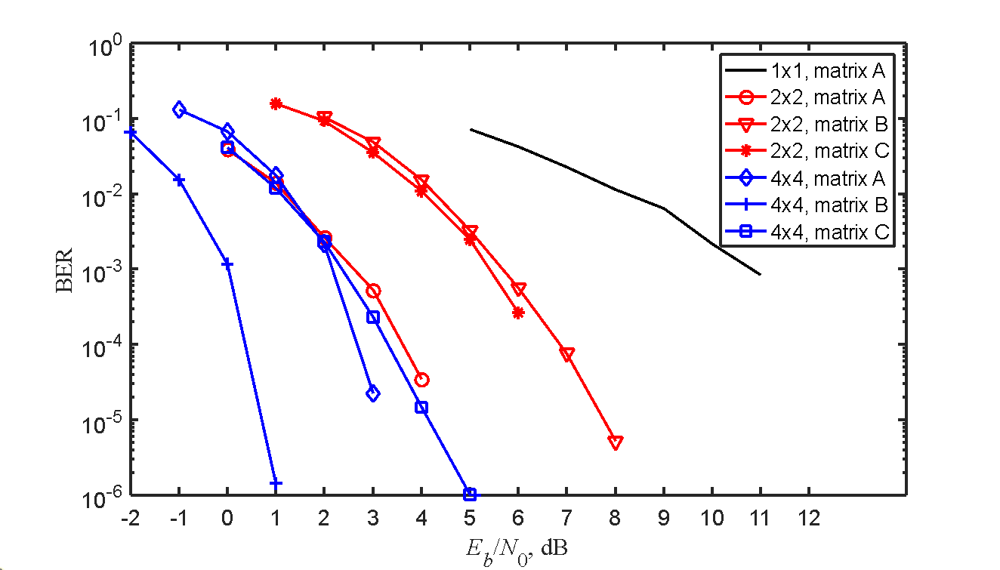 10^0
10^-1
10^-2
10^-3
10^-4
10^-5
10^-6
BER
-2 -1 0 1 2 3 4 5 6 7 8 9 10 11 12
E_b/N_0, dB
1x1, matrix A
2x2, matrix A
2x2, matrix B
2x2, matrix C
4x4, matrix A
4x4, matrix B
4x4, matrix C